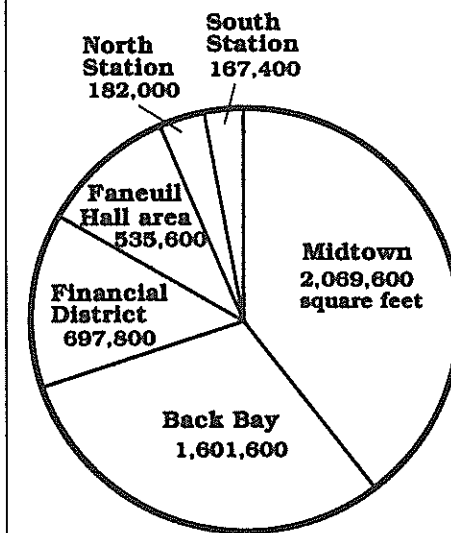 North
Station
182,000
South
Station
167,400
Faneuil
Hall area
535,600
Midtown
2,069,600
square feet
Financial
District
697,800
Back Bay
1,601,600